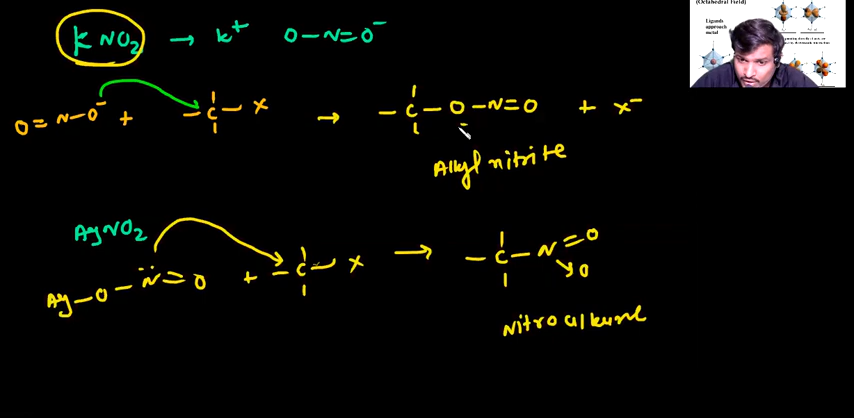 (Octahedral Field)
Ligands
approach
metal
KNO2 → K+ O-N=O-
O=N-O- + -C-X → -C-O-N=O + X-
Alkyl nitrite
AgNO2
Ag-O-N̈=O + -C-X → -C-N=O
↘O
Nitroalkane